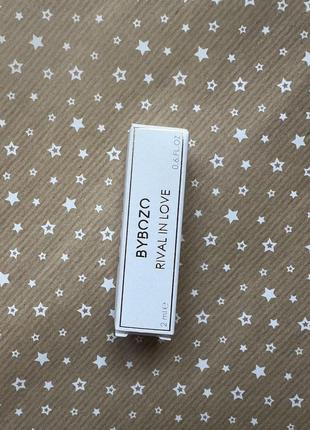 BYBOZO
RIVAL IN LOVE
2 ml e
0.6 FL.OZ